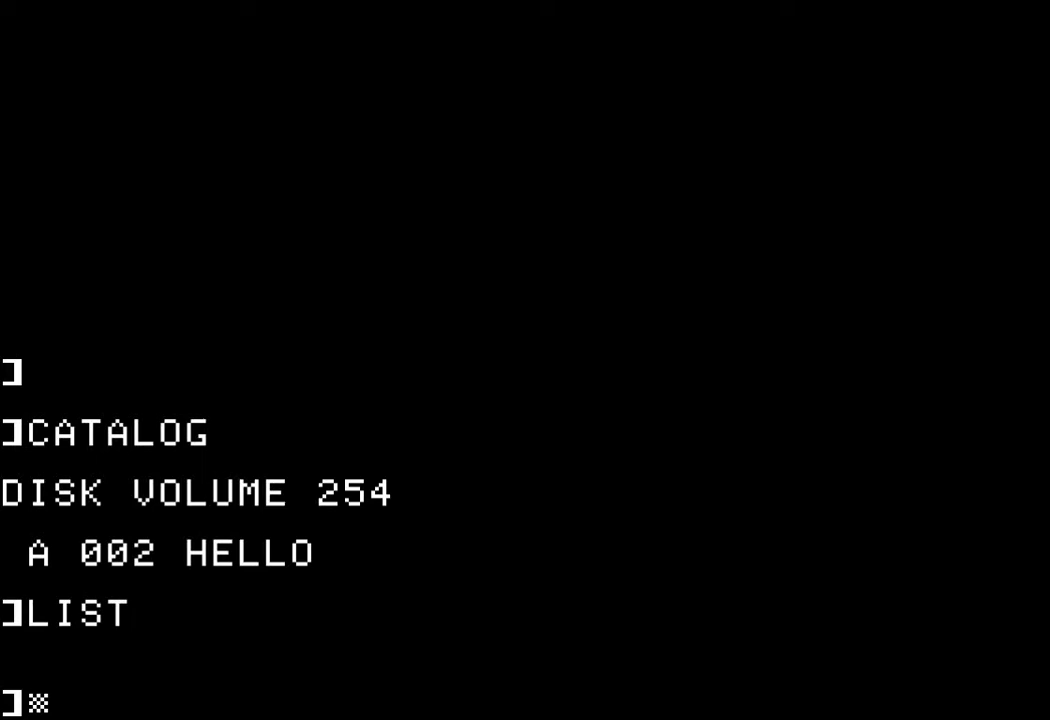 ]
]CATALOG
DISK VOLUME 254
 A 002 HELLO
]LIST
]